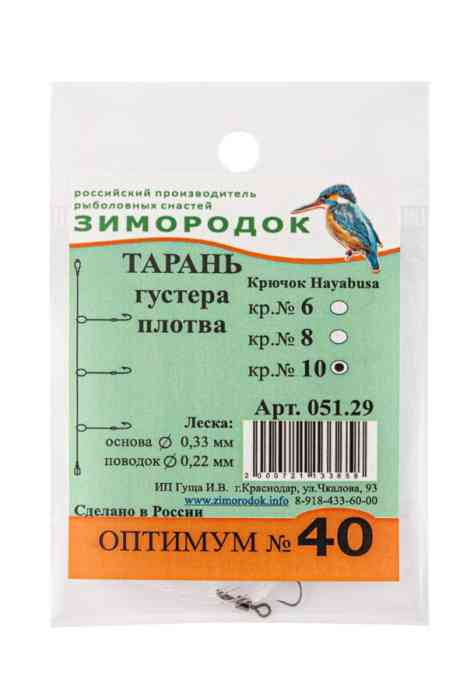 российский производитель
рыболовных снастей
ЗИМОРОДОК
ТАРАНЬ
густера
плотва
Крючок Hayabusa
кр.№ 6
кр.№ 8
кр.№ 10
Арт. 051.29
Леска:
основа Ø 0,33 мм
поводок Ø 0,22 мм
2000721133858
ИП Гуща И.В. г.Краснодар, ул.Чкалова, 93
www.zimorodok.info 8-918-433-60-00
Сделано в России
ОПТИМУМ № 40